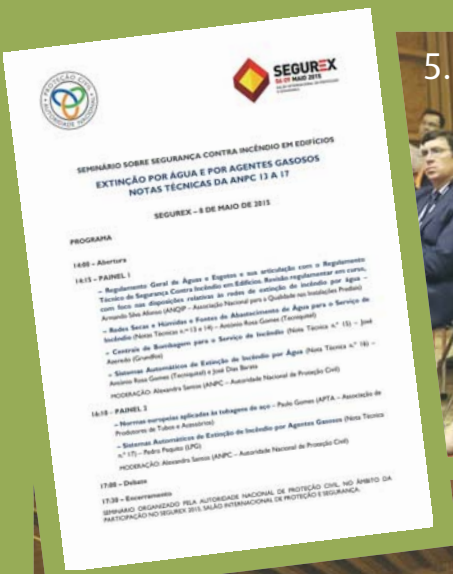 PROTEÇÃO CIVIL
AUTORIDADE NACIONAL
SEGUREX
06.09 MAIO 2015
SALÃO INTERNACIONAL DE PROTEÇÃO
E SEGURANÇA
5.
SEMINÁRIO SOBRE SEGURANÇA CONTRA INCÊNDIO EM EDIFÍCIOS
EXTINÇÃO POR ÁGUA E POR AGENTES GASOSOS
NOTAS TÉCNICAS DA ANPC 13 A 17
SEGUREX – 8 DE MAIO DE 2015
PROGRAMA
14:00 – Abertura
14:15 – PAINEL 1
– Regulamento Geral de Águas e Esgotos e sua articulação com o Regulamento
Técnico de Segurança Contra Incêndio em Edifícios. Revisão regulamentar em curso,
com foco nas disposições relativas às redes de extinção de incêndio por água –
Armando Silva Afonso (ANQIP – Associação Nacional para a Qualidade nas Instalações Prediais)
– Redes Secas e Húmidas e Fontes de Abastecimento de Água para o Serviço de
Incêndio (Notas Técnicas n.º 13 e 14) – António Rosa Gomes (Tecniquitel)
– Centrais de Bombagem para o Serviço de Incêndio (Nota Técnica n.º 15) – José
Azeredo (Grundfos)
– Sistemas Automáticos de Extinção de Incêndio por Água (Nota Técnica n.º 16) –
António Rosa Gomes (Tecniquitel) e José Dias Barata
MODERAÇÃO: Alexandra Santos (ANPC – Autoridade Nacional de Proteção Civil)
16:10 – PAINEL 2
– Normas europeias aplicadas à tubagem de aço – Paulo Gomes (APTA – Associação de
Produtores de Tubos e Acessórios)
– Sistemas Automáticos de Extinção de Incêndio por Agentes Gasosos (Nota Técnica
n.º 17) – Pedro Paquito (LPG)
MODERAÇÃO: Alexandra Santos (ANPC – Autoridade Nacional de Proteção Civil)
17:00 – Debate
17:30 – Encerramento
SEMINÁRIO ORGANIZADO PELA AUTORIDADE NACIONAL DE PROTEÇÃO CIVIL, NO ÂMBITO DA
PARTICIPAÇÃO NO SEGUREX 2015, SALÃO INTERNACIONAL DE PROTEÇÃO E SEGURANÇA.